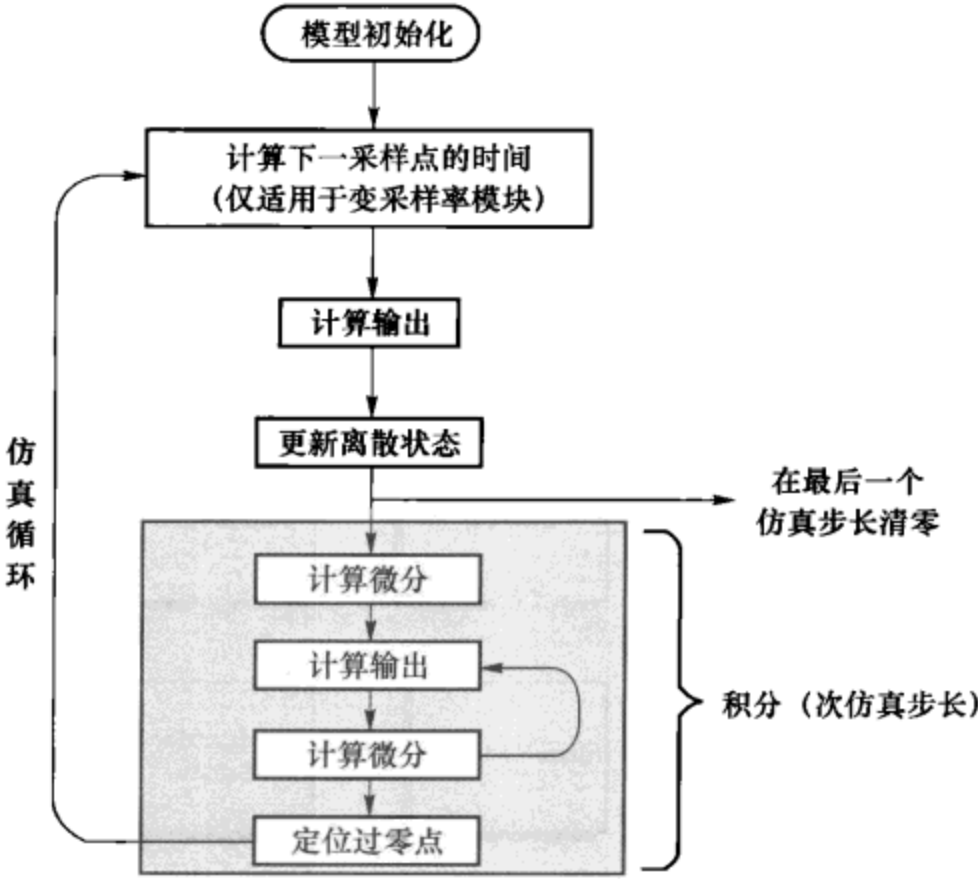 模型初始化
计算下一采样点的时间
(仅适用于变采样率模块)
计算输出
更新离散状态
在最后一个
仿真步长清零
仿真循环
计算微分
计算输出
计算微分
定位过零点
积分（次仿真步长）